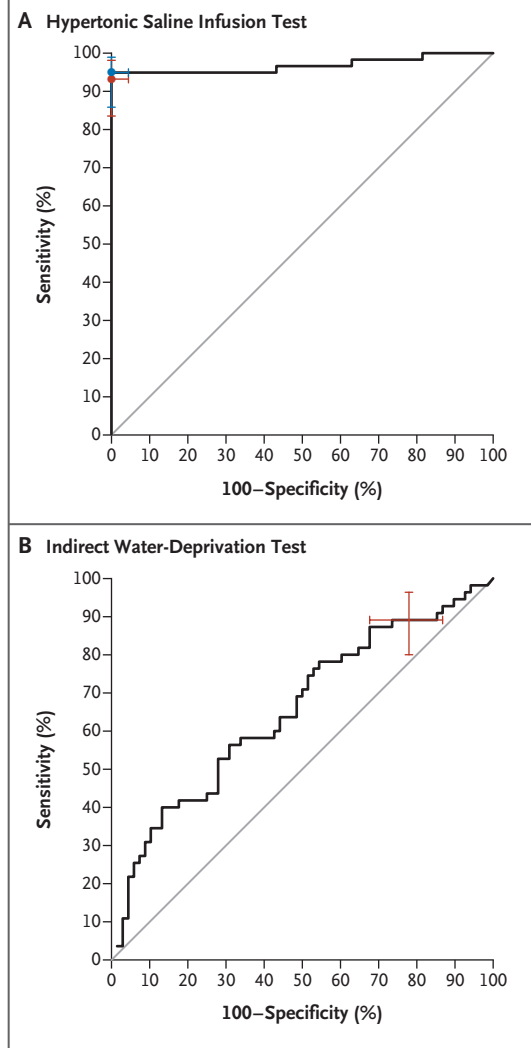 A Hypertonic Saline Infusion Test
100
90
80
70
60
50
40
30
20
10
0
Sensitivity (%)
0 10 20 30 40 50 60 70 80 90 100
100–Specificity (%)
B Indirect Water-Deprivation Test
100
90
80
70
60
50
40
30
20
10
0
Sensitivity (%)
0 10 20 30 40 50 60 70 80 90 100
100–Specificity (%)